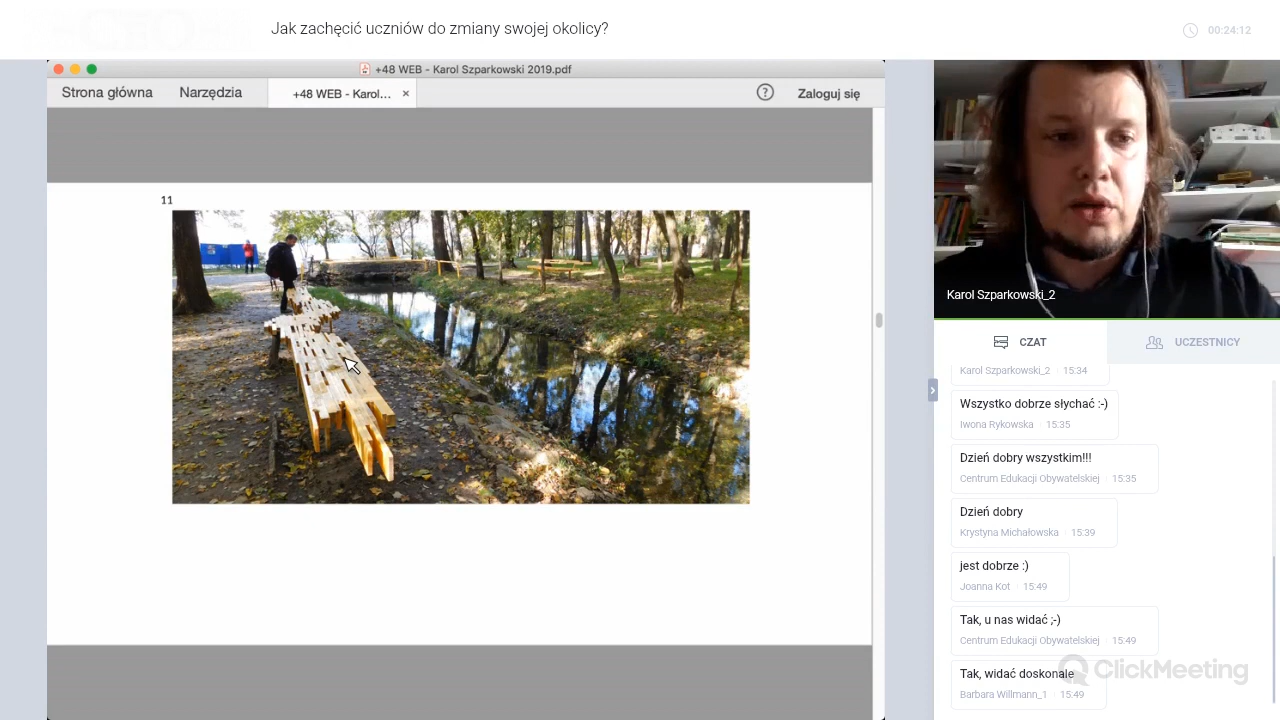 Jak zachęcić uczniów do zmiany swojej okolicy?
00:24:12
+48 WEB - Karol Szparkowski 2019.pdf
Strona główna
Narzędzia
+48 WEB - Karol...
×
?
Zaloguj się
11
Karol Szparkowski_2
CZAT
UCZESTNICY
Karol Szparkowski_2 15:34
Wszystko dobrze słychać :-)
Iwona Rykowska 15:35
Dzień dobry wszystkim!!!
Centrum Edukacji Obywatelskiej 15:35
Dzień dobry
Krystyna Michałowska 15:39
jest dobrze :)
Joanna Kot 15:49
Tak, u nas widać ;-)
Centrum Edukacji Obywatelskiej 15:49
Tak, widać doskonale
Barbara Willmann_1 15:49
ClickMeeting